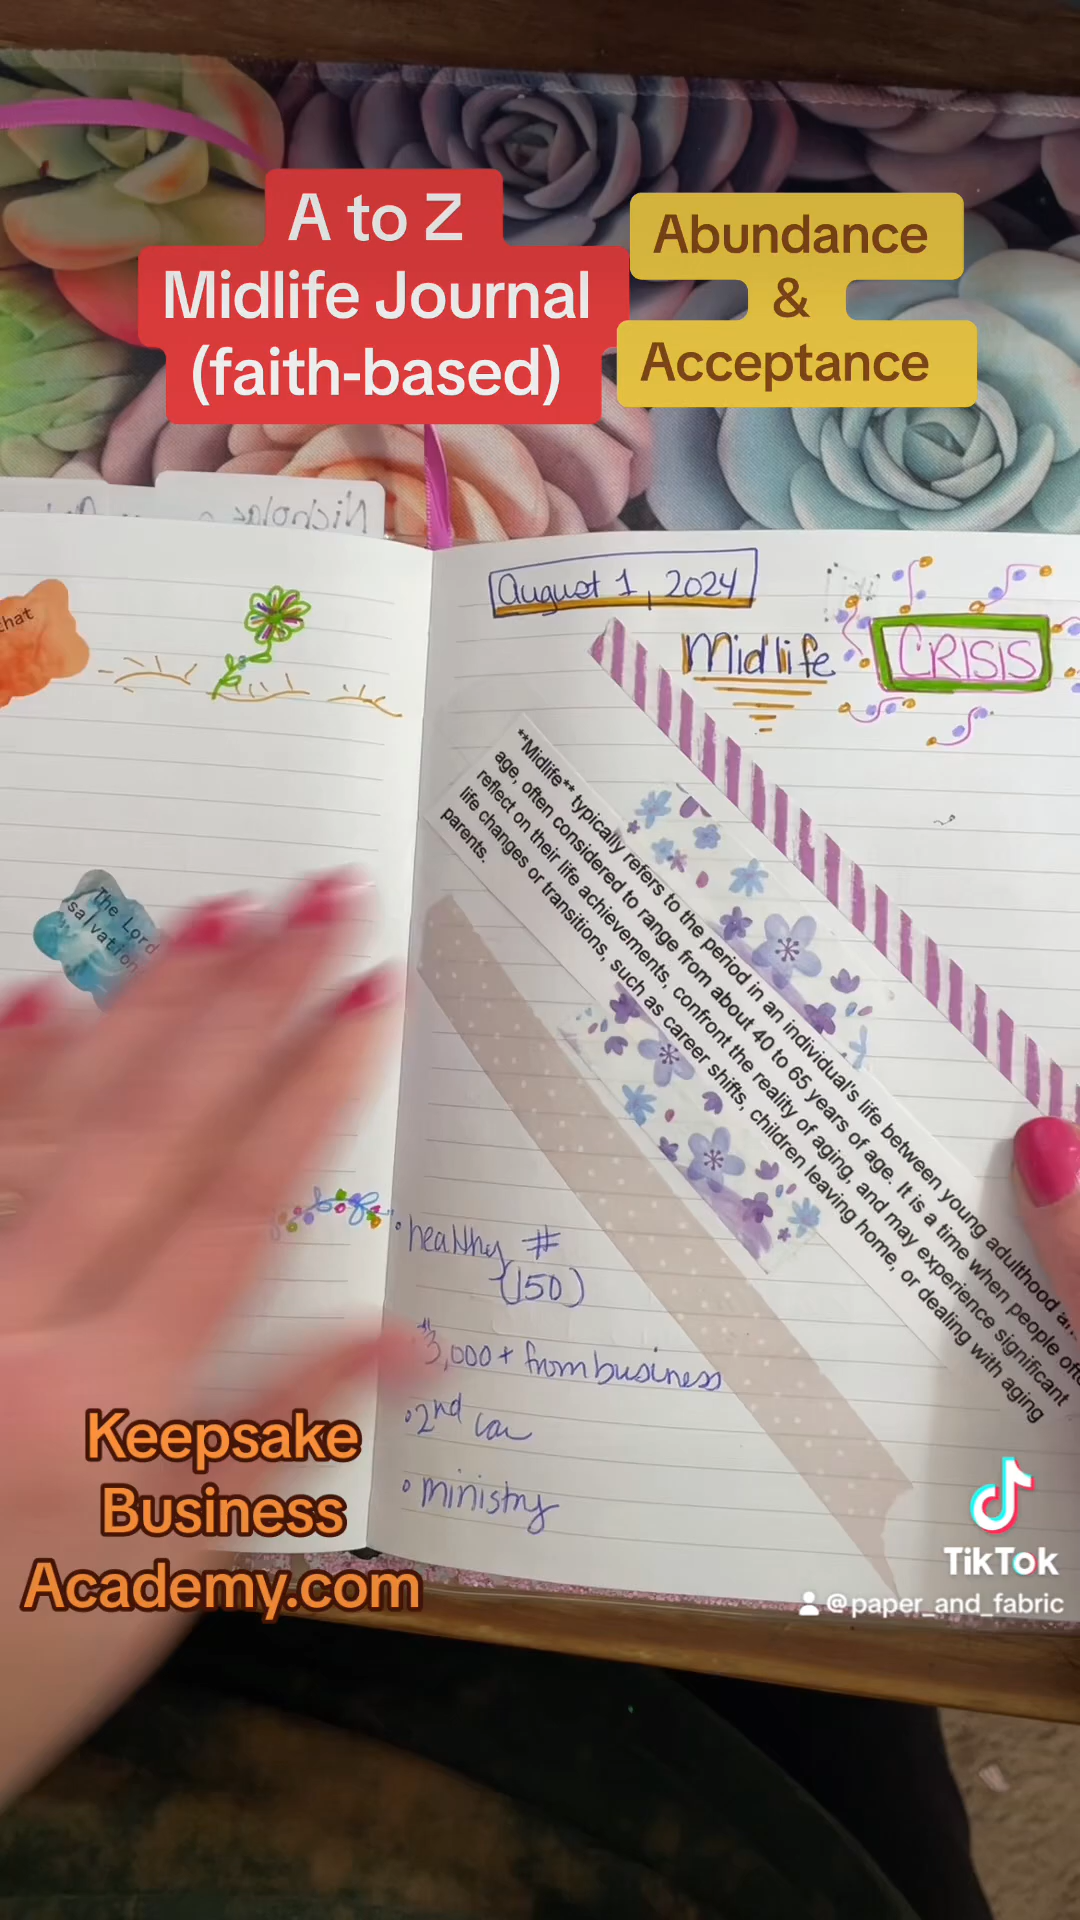 A to Z
Midlife Journal
(faith-based)
Abundance
&
Acceptance
Nicholas
that
August 1, 2024
Midlife
CRISIS
**Midlife** typically refers to the period in an individual's life between young adulthood
age, often considered to range from about 40 to 65 years of age. It is a time when people
reflect on their life achievements, confront the reality of aging, and may experience significant
life changes or transitions, such as career shifts, children leaving home, or dealing with aging
parents.
The Lord
salvation
• healthy #
(150)
$3,000+ from business
• 2nd car
• ministry
Keepsake
Business
Academy.com
TikTok
@paper_and_fabric